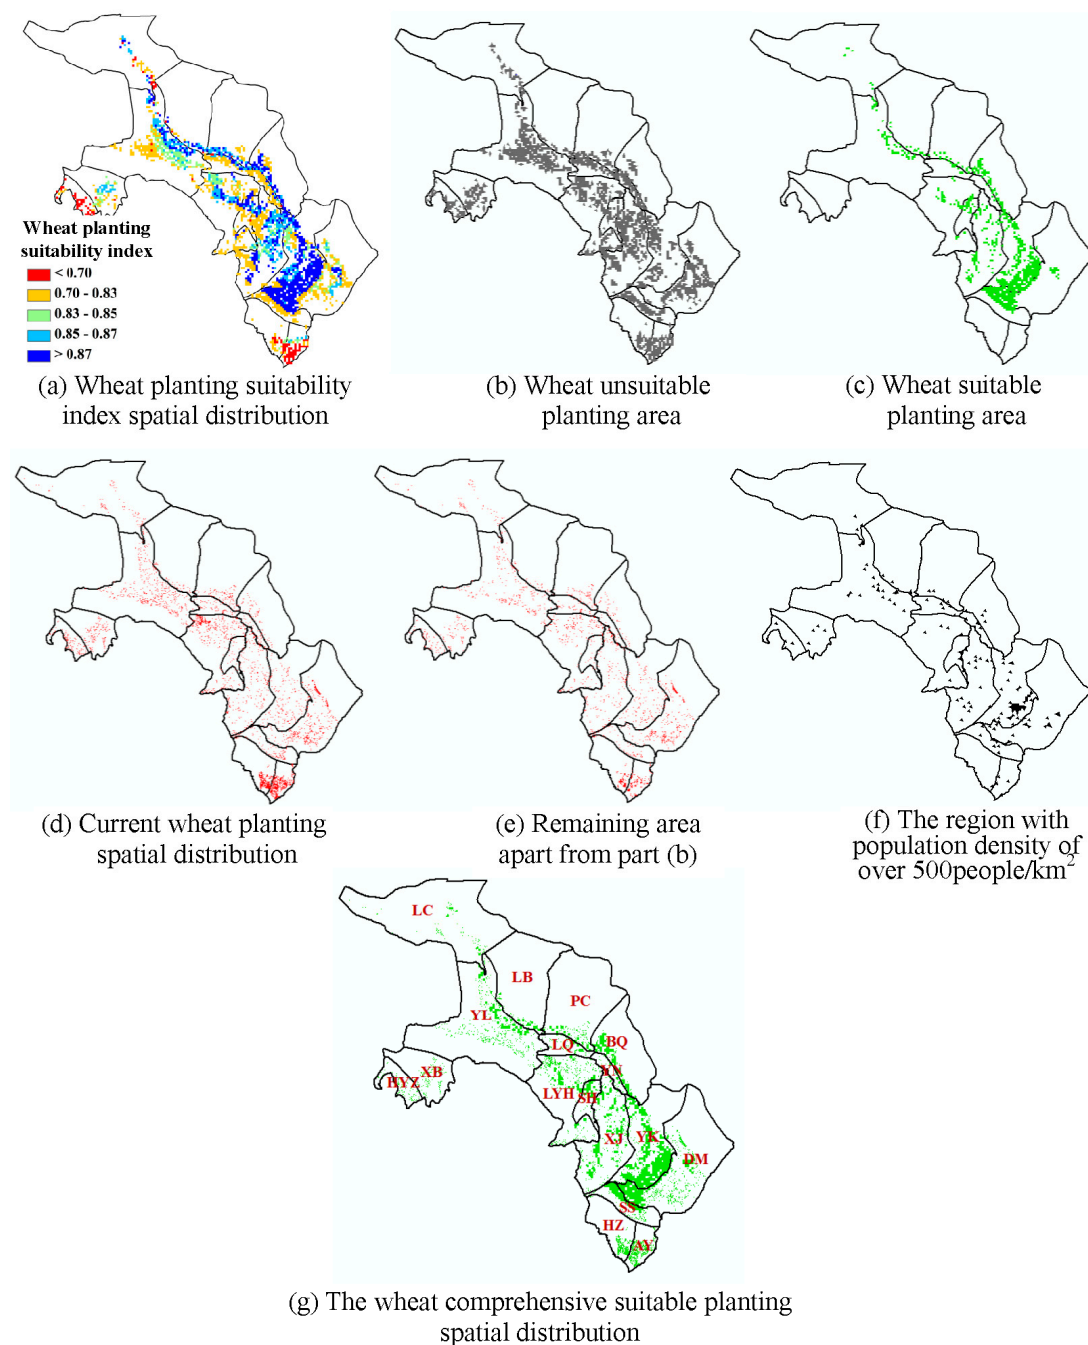 Wheat planting
suitability index
< 0.70
0.70 - 0.83
0.83 - 0.85
0.85 - 0.87
> 0.87
(a) Wheat planting suitability
index spatial distribution
(b) Wheat unsuitable
planting area
(c) Wheat suitable
planting area
(d) Current wheat planting
spatial distribution
(e) Remaining area
apart from part (b)
(f) The region with
population density of
over 500people/km²
LC
LB
PC
YL
LQ
BQ
YN
XB
HYZ
LYH
SH
XJ
YK
DM
SS
HZ
AY
(g) The wheat comprehensive suitable planting
spatial distribution